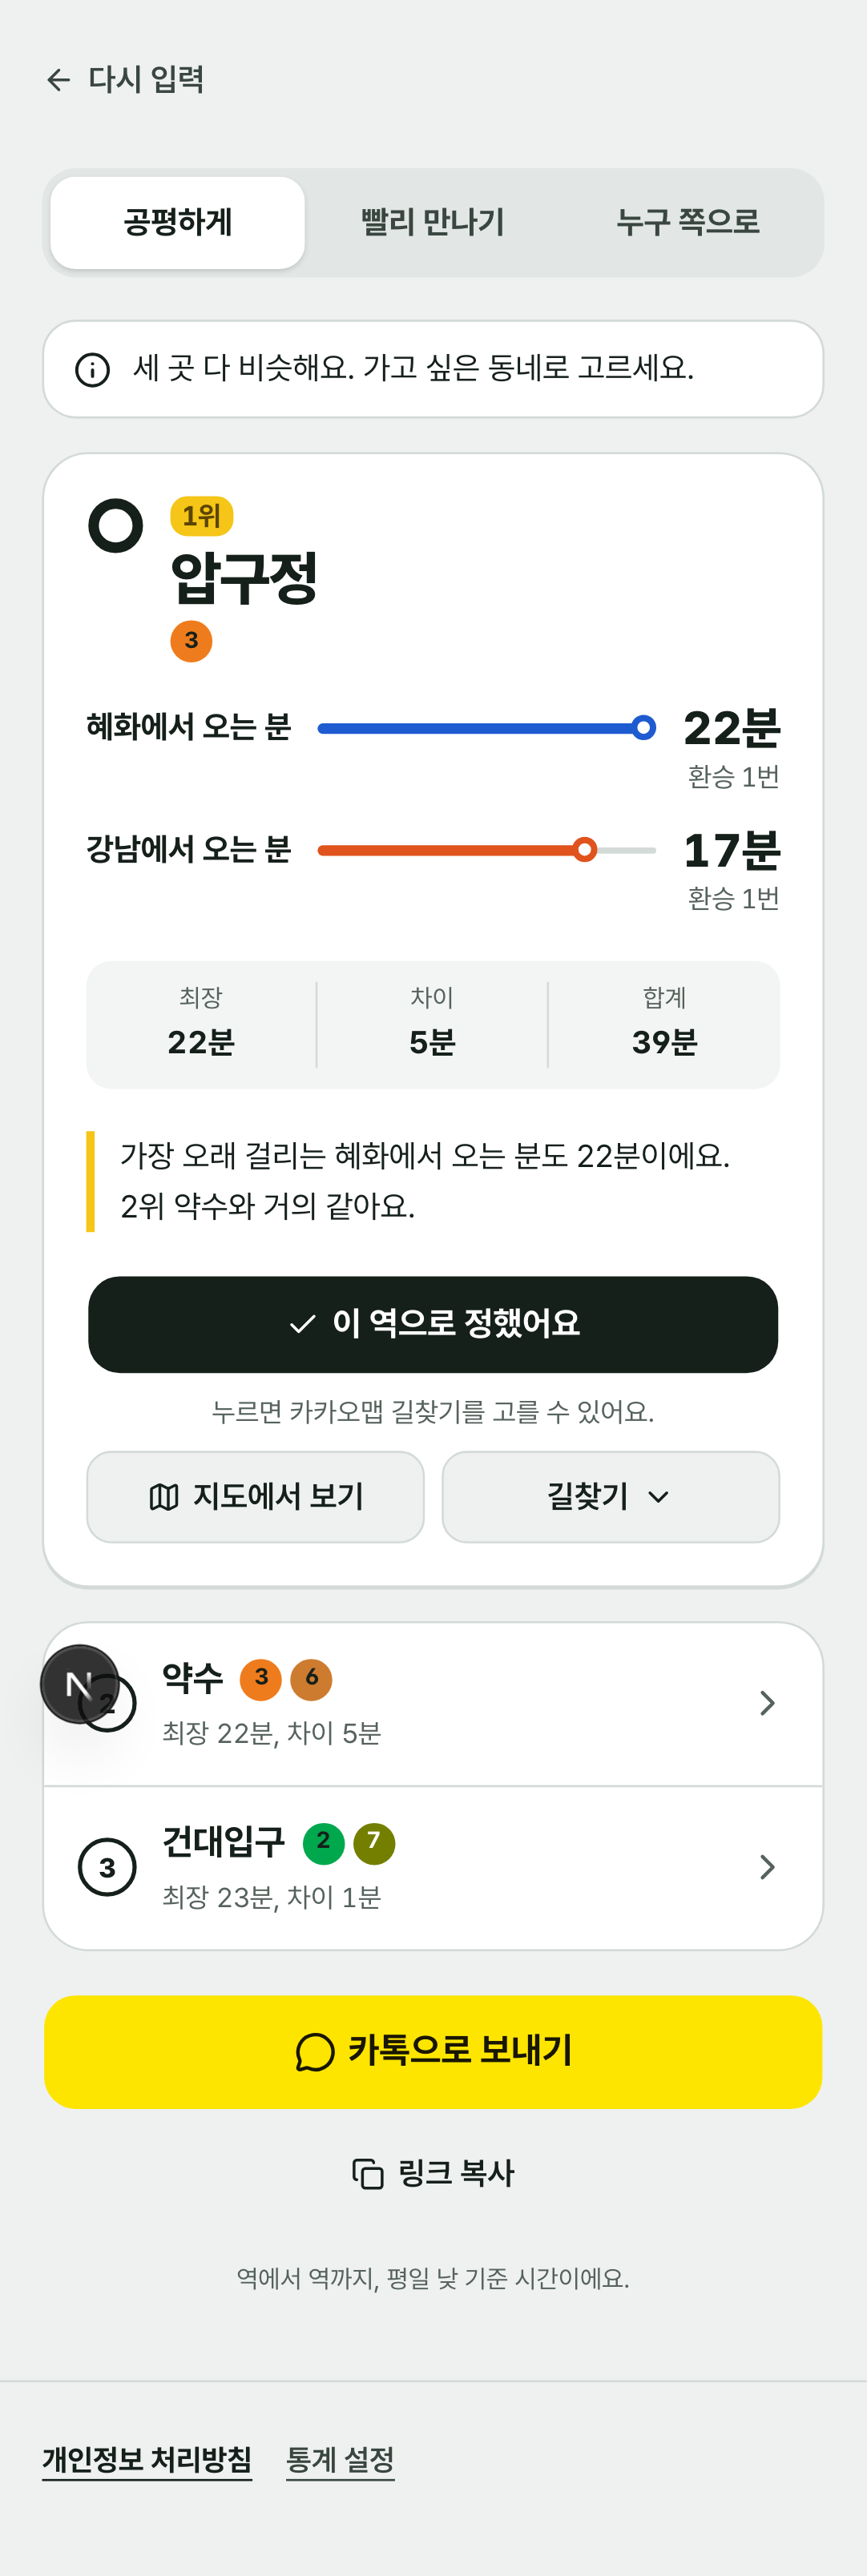 다시 입력
공평하게
빨리 만나기
누구 쪽으로
세 곳 다 비슷해요. 가고 싶은 동네로 고르세요.
1위
압구정
3
혜화에서 오는 분
22분
환승 1번
강남에서 오는 분
17분
환승 1번
최장
차이
합계
22분
5분
39분
가장 오래 걸리는 혜화에서 오는 분도 22분이에요.
2위 약수와 거의 같아요.
이 역으로 정했어요
누르면 카카오맵 길찾기를 고를 수 있어요.
지도에서 보기
길찾기
N
2
약수 3 6
최장 22분, 차이 5분
3
건대입구 2 7
최장 23분, 차이 1분
카톡으로 보내기
링크 복사
역에서 역까지, 평일 낮 기준 시간이에요.
개인정보 처리방침
통계 설정